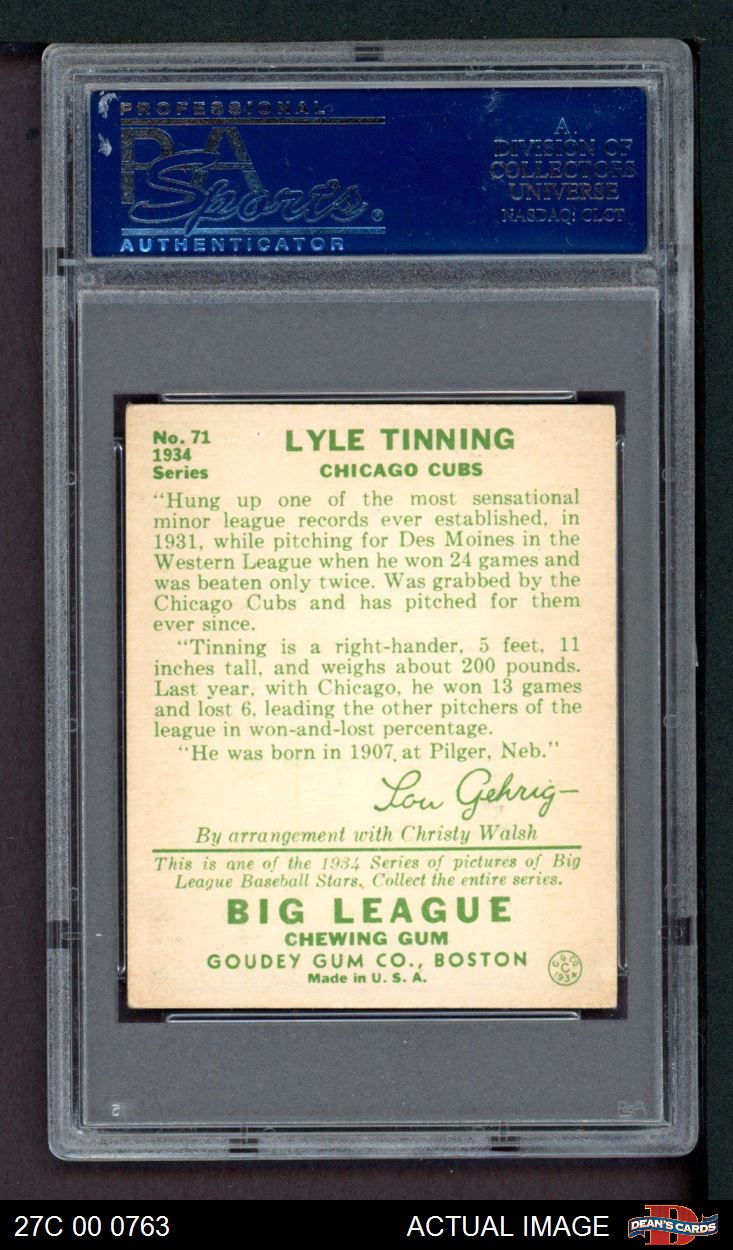 PROFESSIONAL
PSA
Sports®
AUTHENTICATOR
A
DIVISION OF
COLLECTORS
UNIVERSE
NASDAQ: CLCT
No. 71
1934
Series
LYLE TINNING
CHICAGO CUBS
"Hung up one of the most sensational
minor league records ever established, in
1931, while pitching for Des Moines in the
Western League when he won 24 games and
was beaten only twice. Was grabbed by the
Chicago Cubs and has pitched for them
ever since.
"Tinning is a right-hander, 5 feet, 11
inches tall, and weighs about 200 pounds.
Last year, with Chicago, he won 13 games
and lost 6, leading the other pitchers of the
league in won-and-lost percentage.
"He was born in 1907 at Pilger, Neb."
Lou Gehrig
By arrangement with Christy Walsh
This is one of the 1934 Series of pictures of Big
League Baseball Stars. Collect the entire series.
BIG LEAGUE
CHEWING GUM
GOUDEY GUM CO., BOSTON
Made in U. S. A.
G. G. CO.
C
1934
27C 00 0763
ACTUAL IMAGE
DEAN'S CARDS